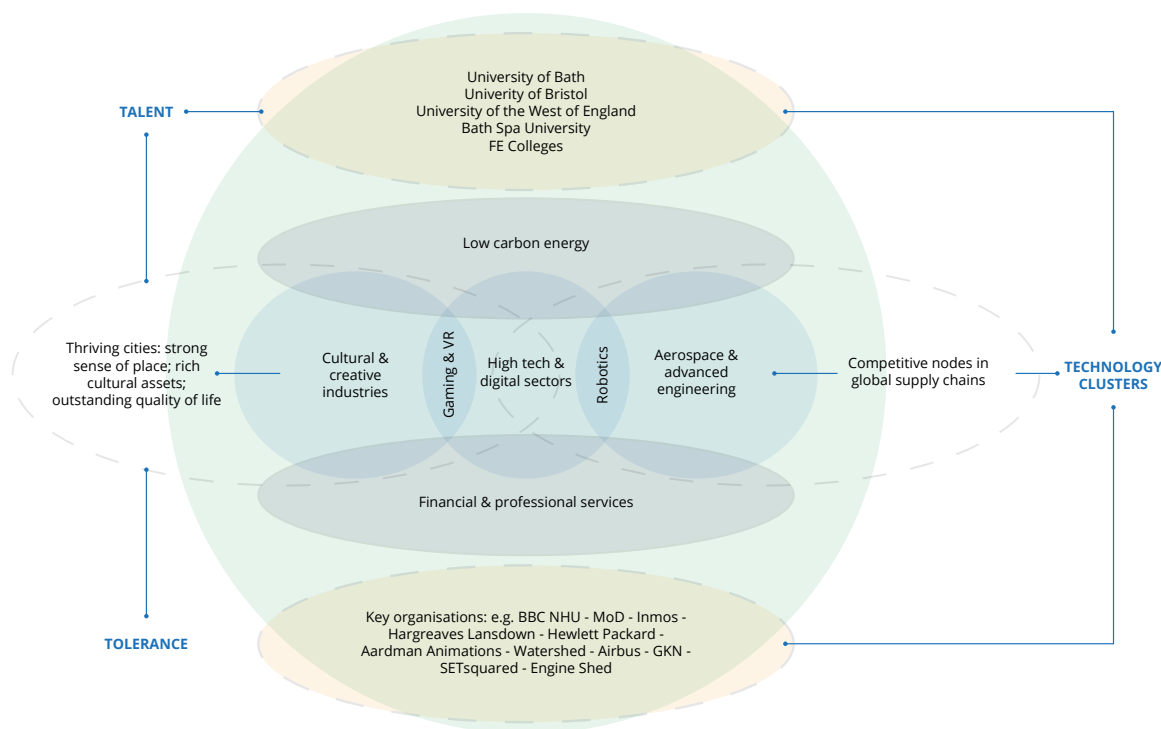 University of Bath
Univerity of Bristol
University of the West of England
Bath Spa University
FE Colleges
TALENT
Low carbon energy
Thriving cities: strong
sense of place; rich
cultural assets;
outstanding quality of life
Cultural &
creative
industries
Gaming & VR
High tech &
digital sectors
Robotics
Aerospace &
advanced
engineering
Competitive nodes in
global supply chains
TECHNOLOGY
CLUSTERS
Financial & professional services
TOLERANCE
Key organisations: e.g. BBC NHU - MoD - Inmos -
Hargreaves Lansdown - Hewlett Packard -
Aardman Animations - Watershed - Airbus - GKN -
SETsquared - Engine Shed